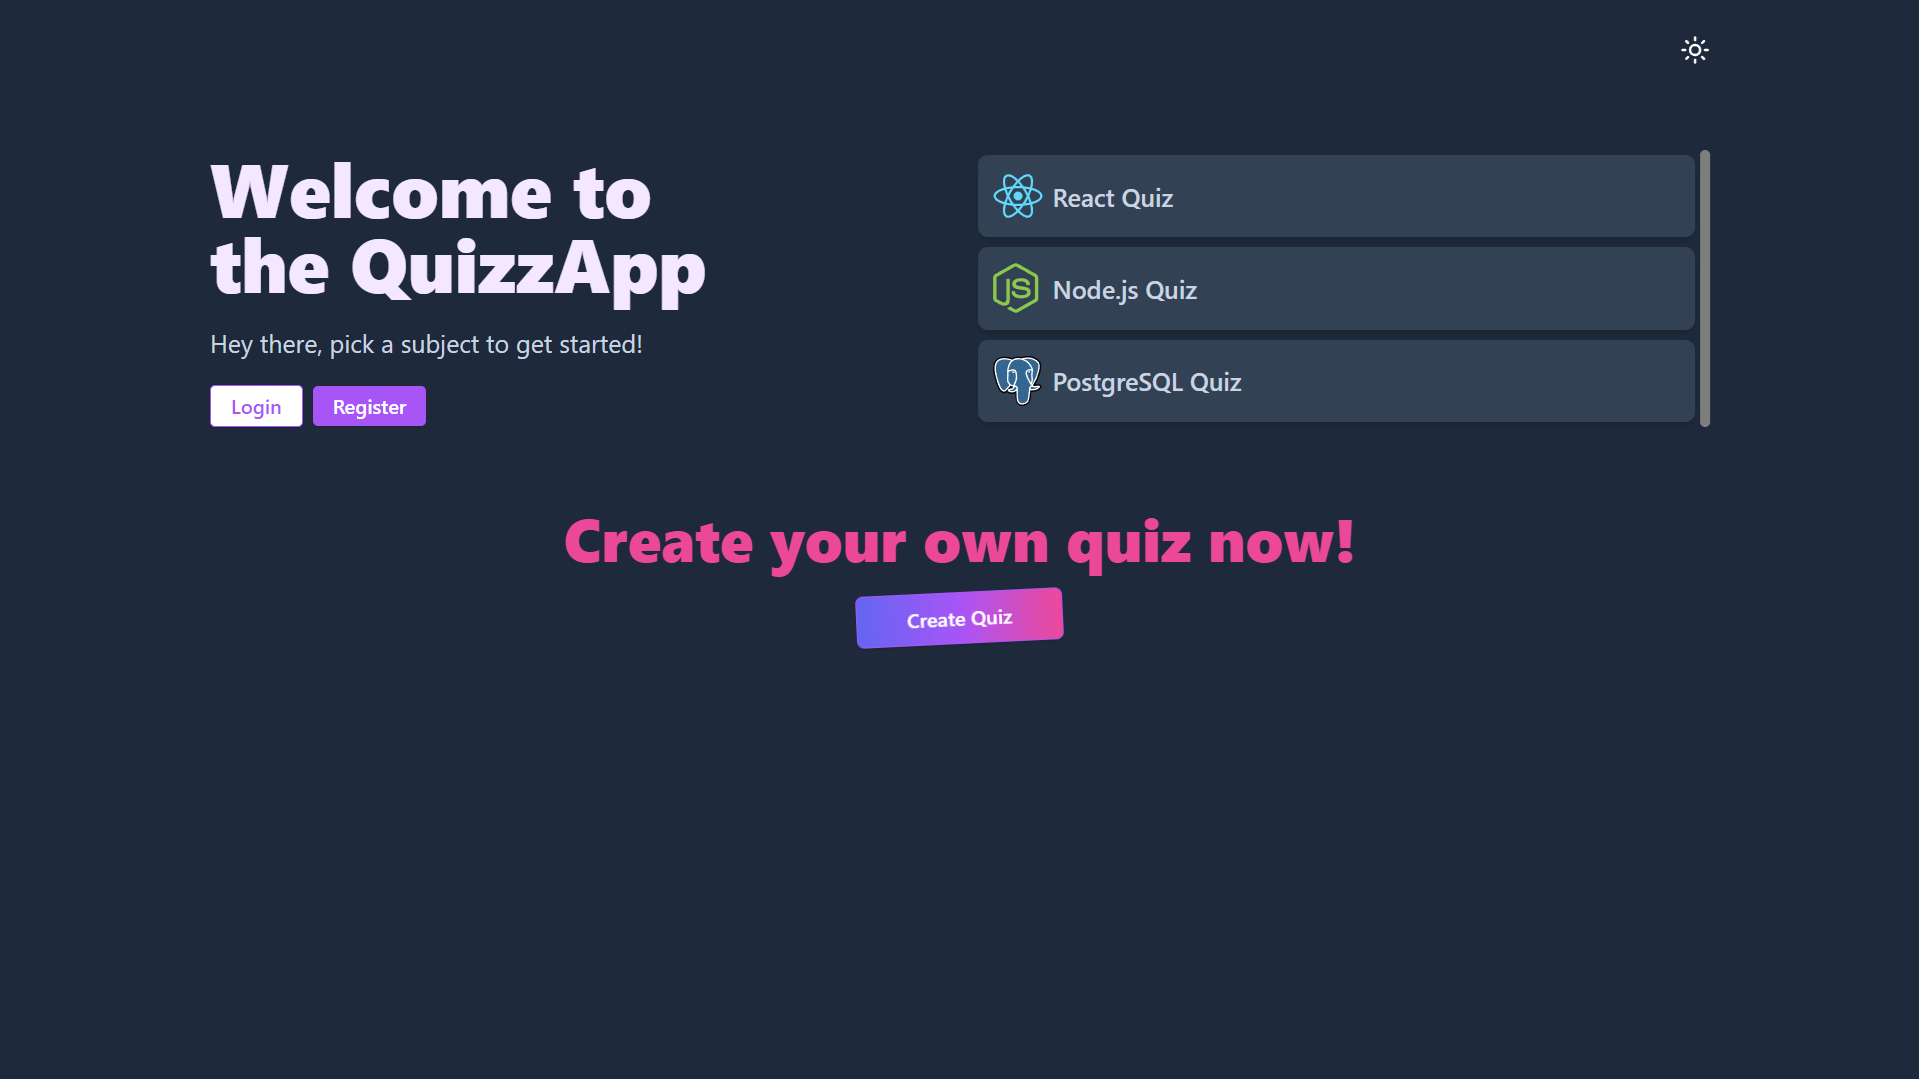 Welcome to
the QuizzApp
Hey there, pick a subject to get started!
Login
Register
React Quiz
JS
Node.js Quiz
PostgreSQL Quiz
Create your own quiz now!
Create Quiz